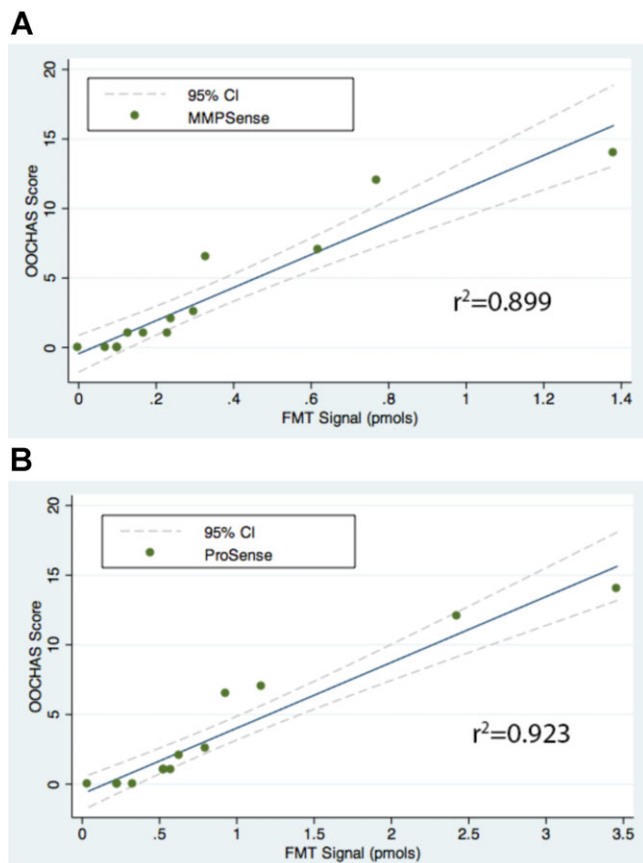 A
20
15
10
5
0
OOCHAS Score
95% CI
MMPSense
r²=0.899
0 .2 .4 .6 .8 1 1.2 1.4
FMT Signal (pmols)
B
20
15
10
5
0
OOCHAS Score
95% CI
ProSense
r²=0.923
0 .5 1 1.5 2 2.5 3 3.5
FMT Signal (pmols)